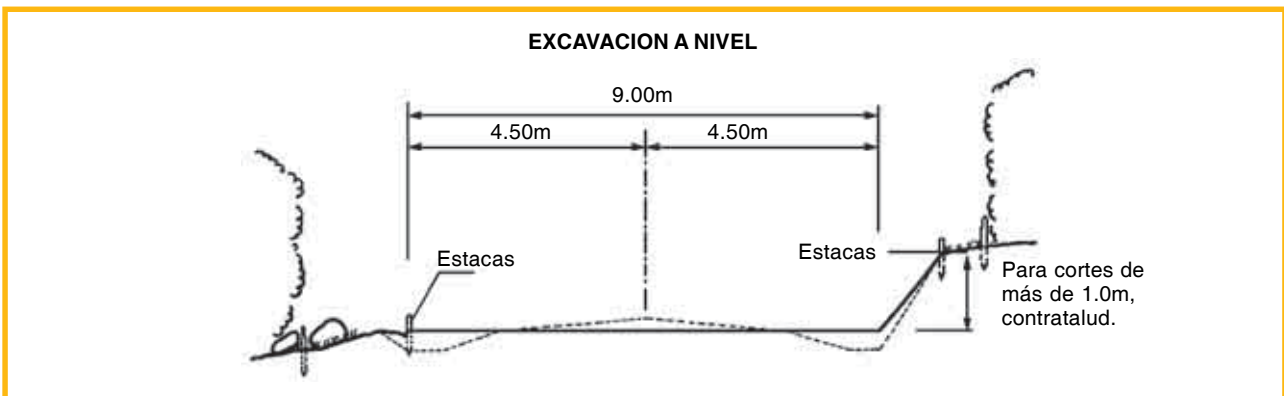 EXCAVACION A NIVEL
9.00m
4.50m
4.50m
Estacas
Estacas
Para cortes de
más de 1.0m,
contratalud.